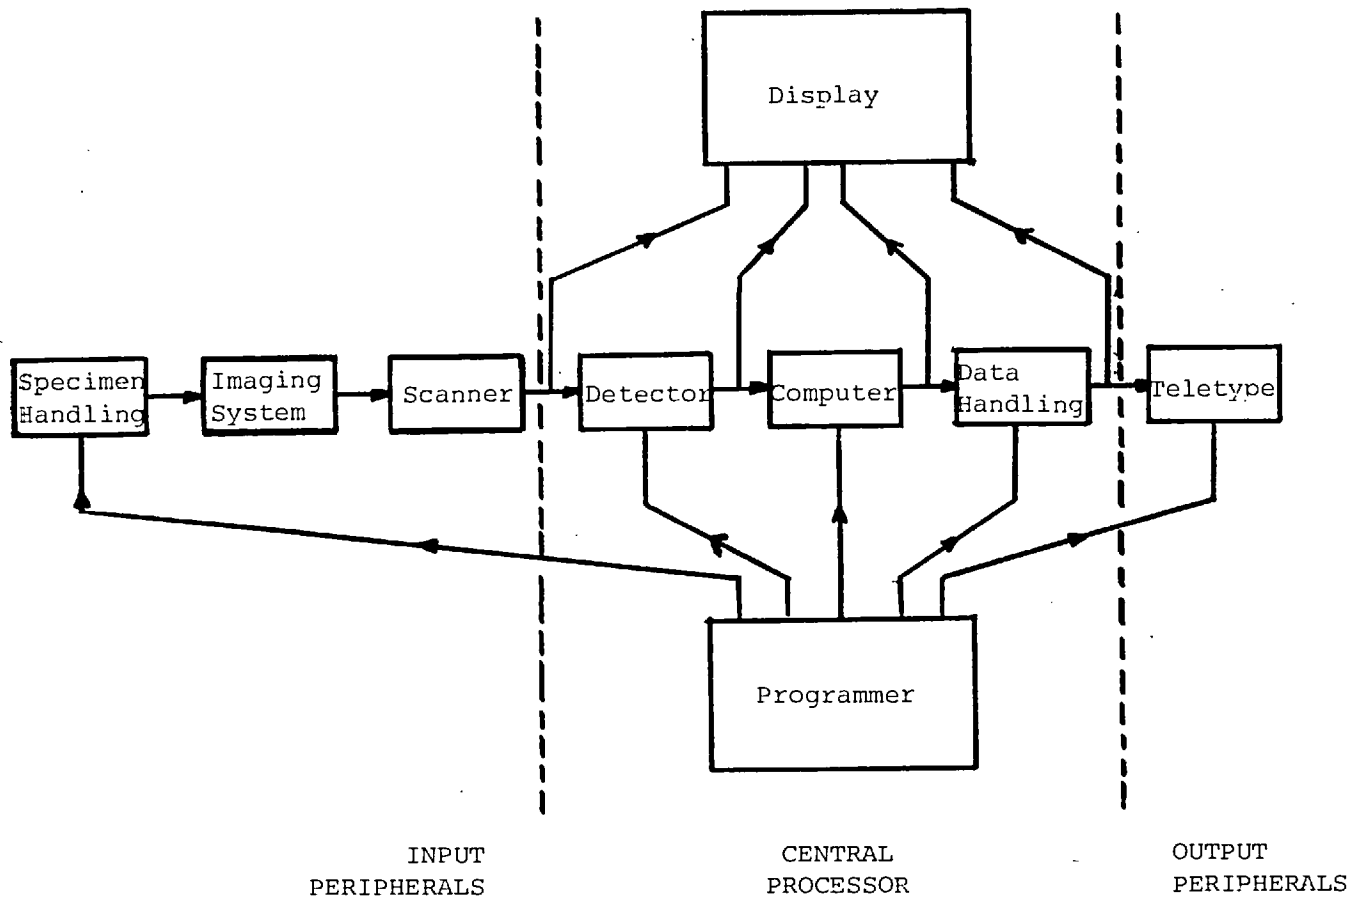 Display
Specimen
Handling
Imaging
System
Scanner
Detector
Computer
Data
Handling
Teletype
Programmer
INPUT
PERIPHERALS
CENTRAL
PROCESSOR
OUTPUT
PERIPHERALS